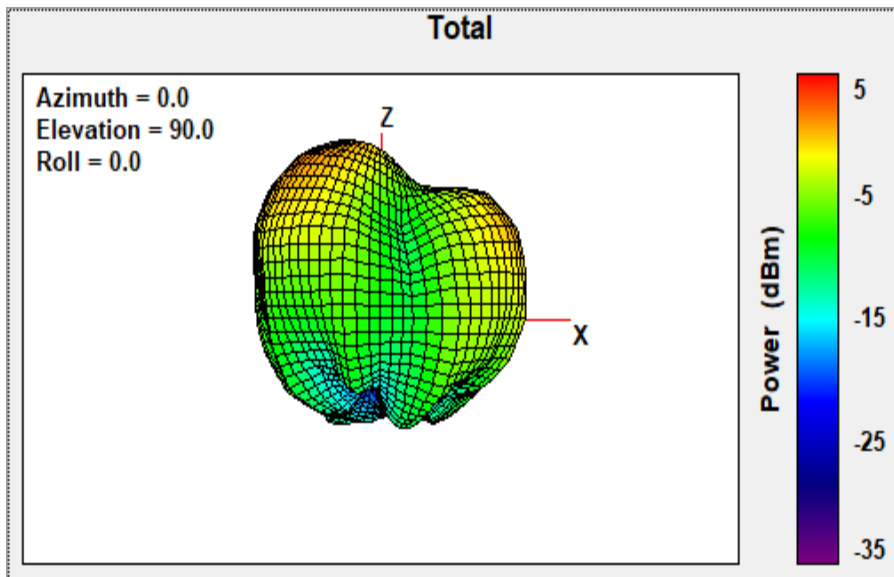 Total
Azimuth = 0.0
Elevation = 90.0
Roll = 0.0
Z
X
Power (dBm)
5
-5
-15
-25
-35